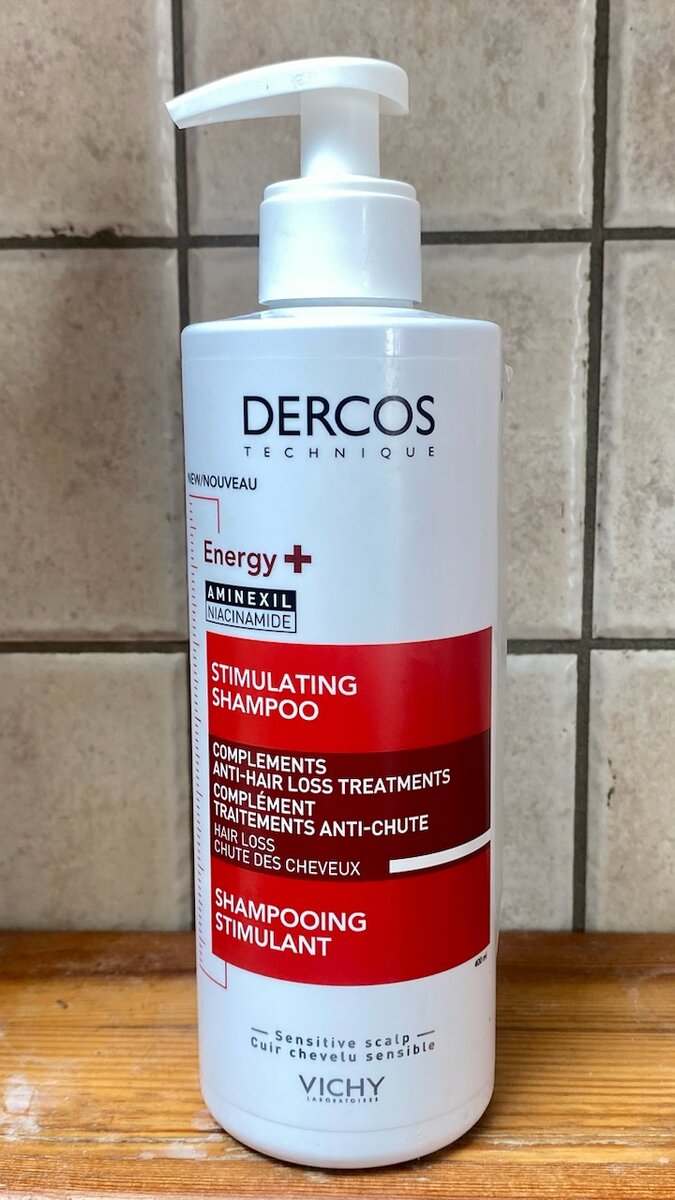 DERCOS
TECHNIQUE
NEW/NOUVEAU
Energy +
AMINEXIL
NIACINAMIDE
STIMULATING
SHAMPOO
COMPLEMENTS
ANTI-HAIR LOSS TREATMENTS
COMPLÉMENT
TRAITEMENTS ANTI-CHUTE
HAIR LOSS
CHUTE DES CHEVEUX
SHAMPOOING
STIMULANT
400 ml
Sensitive scalp
Cuir chevelu sensible
VICHY
LABORATOIRES